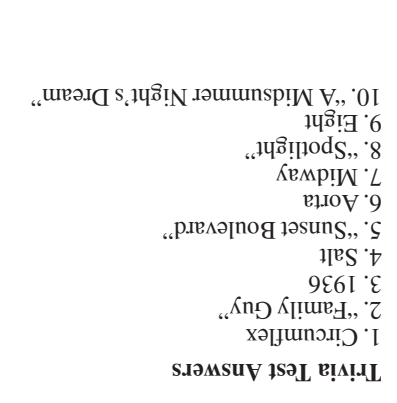 Trivia Test Answers
1. Circumflex
2. “Family Guy”
3. 1936
4. Salt
5. “Sunset Boulevard”
6. Aorta
7. Midway
8. “Spotlight”
9. Eight
10. “A Midsummer Night’s Dream”